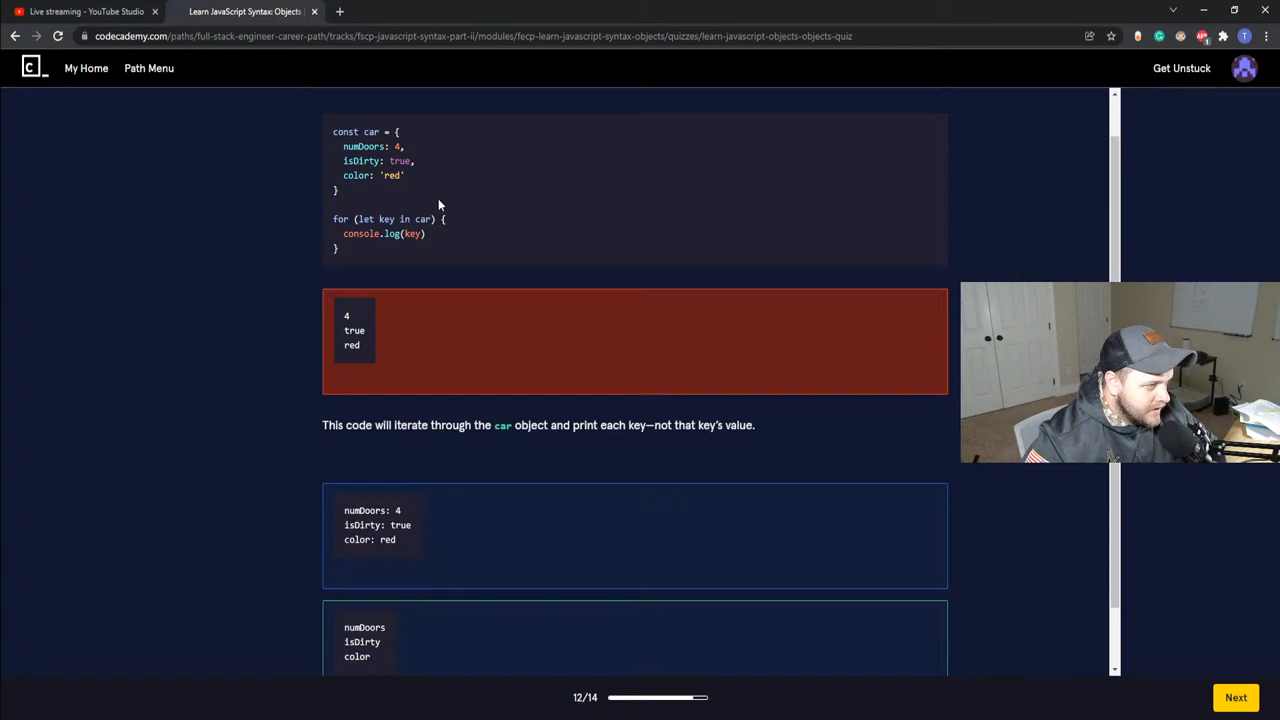 Live streaming - YouTube Studio
Learn JavaScript Syntax: Objects
codecademy.com/paths/full-stack-engineer-career-path/tracks/fscp-javascript-syntax-part-ii/modules/fecp-learn-javascript-syntax-objects/quizzes/learn-javascript-objects-objects-quiz
1
T
C_
My Home
Path Menu
Get Unstuck
const car = {
numDoors: 4,
isDirty: true,
color: 'red'
}
for (let key in car) {
console.log(key)
}
4
true
red
This code will iterate through the car object and print each key—not that key's value.
numDoors: 4
isDirty: true
color: red
numDoors
isDirty
color
12/14
Next